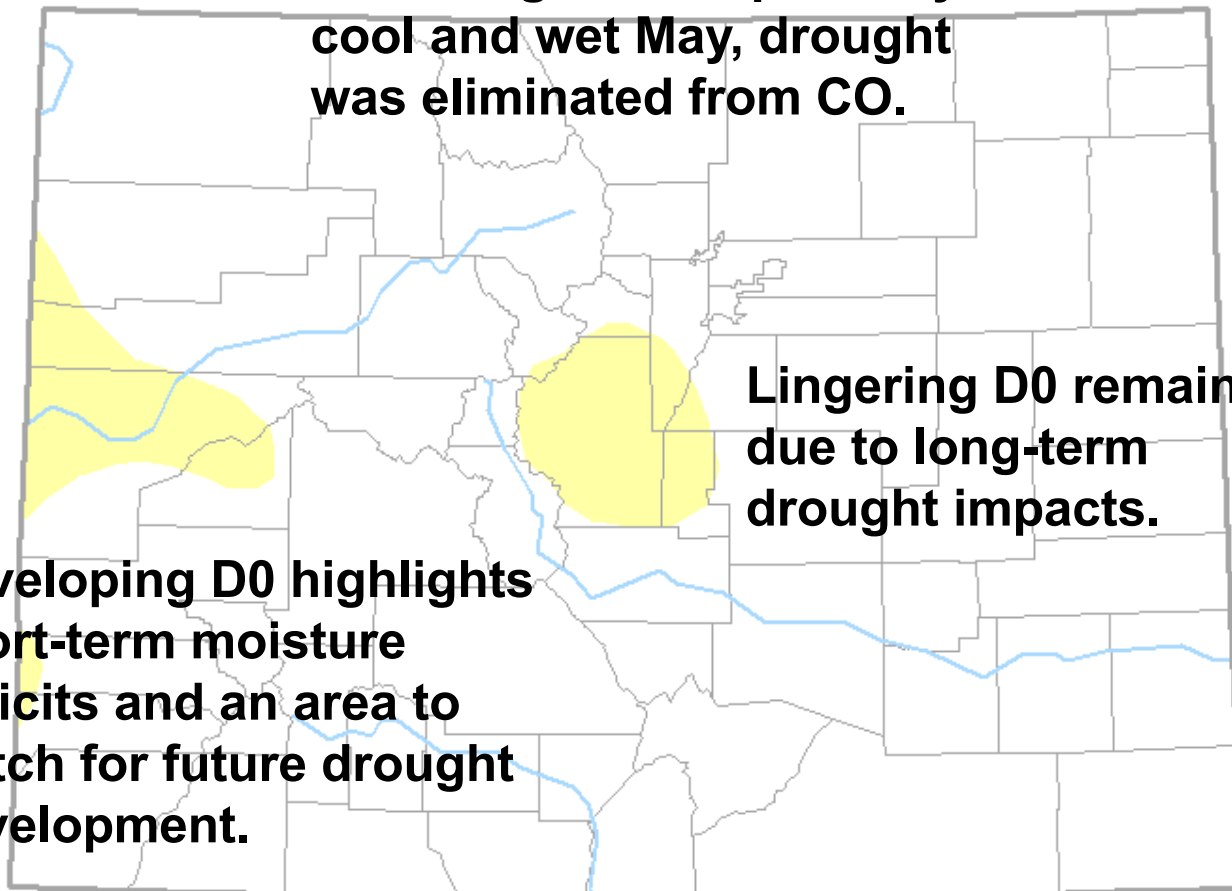 cool and wet May, drought
was eliminated from CO.
Lingering D0 remain
due to long-term
drought impacts.
veloping D0 highlights
ort-term moisture
icits and an area to
tch for future drought
velopment.